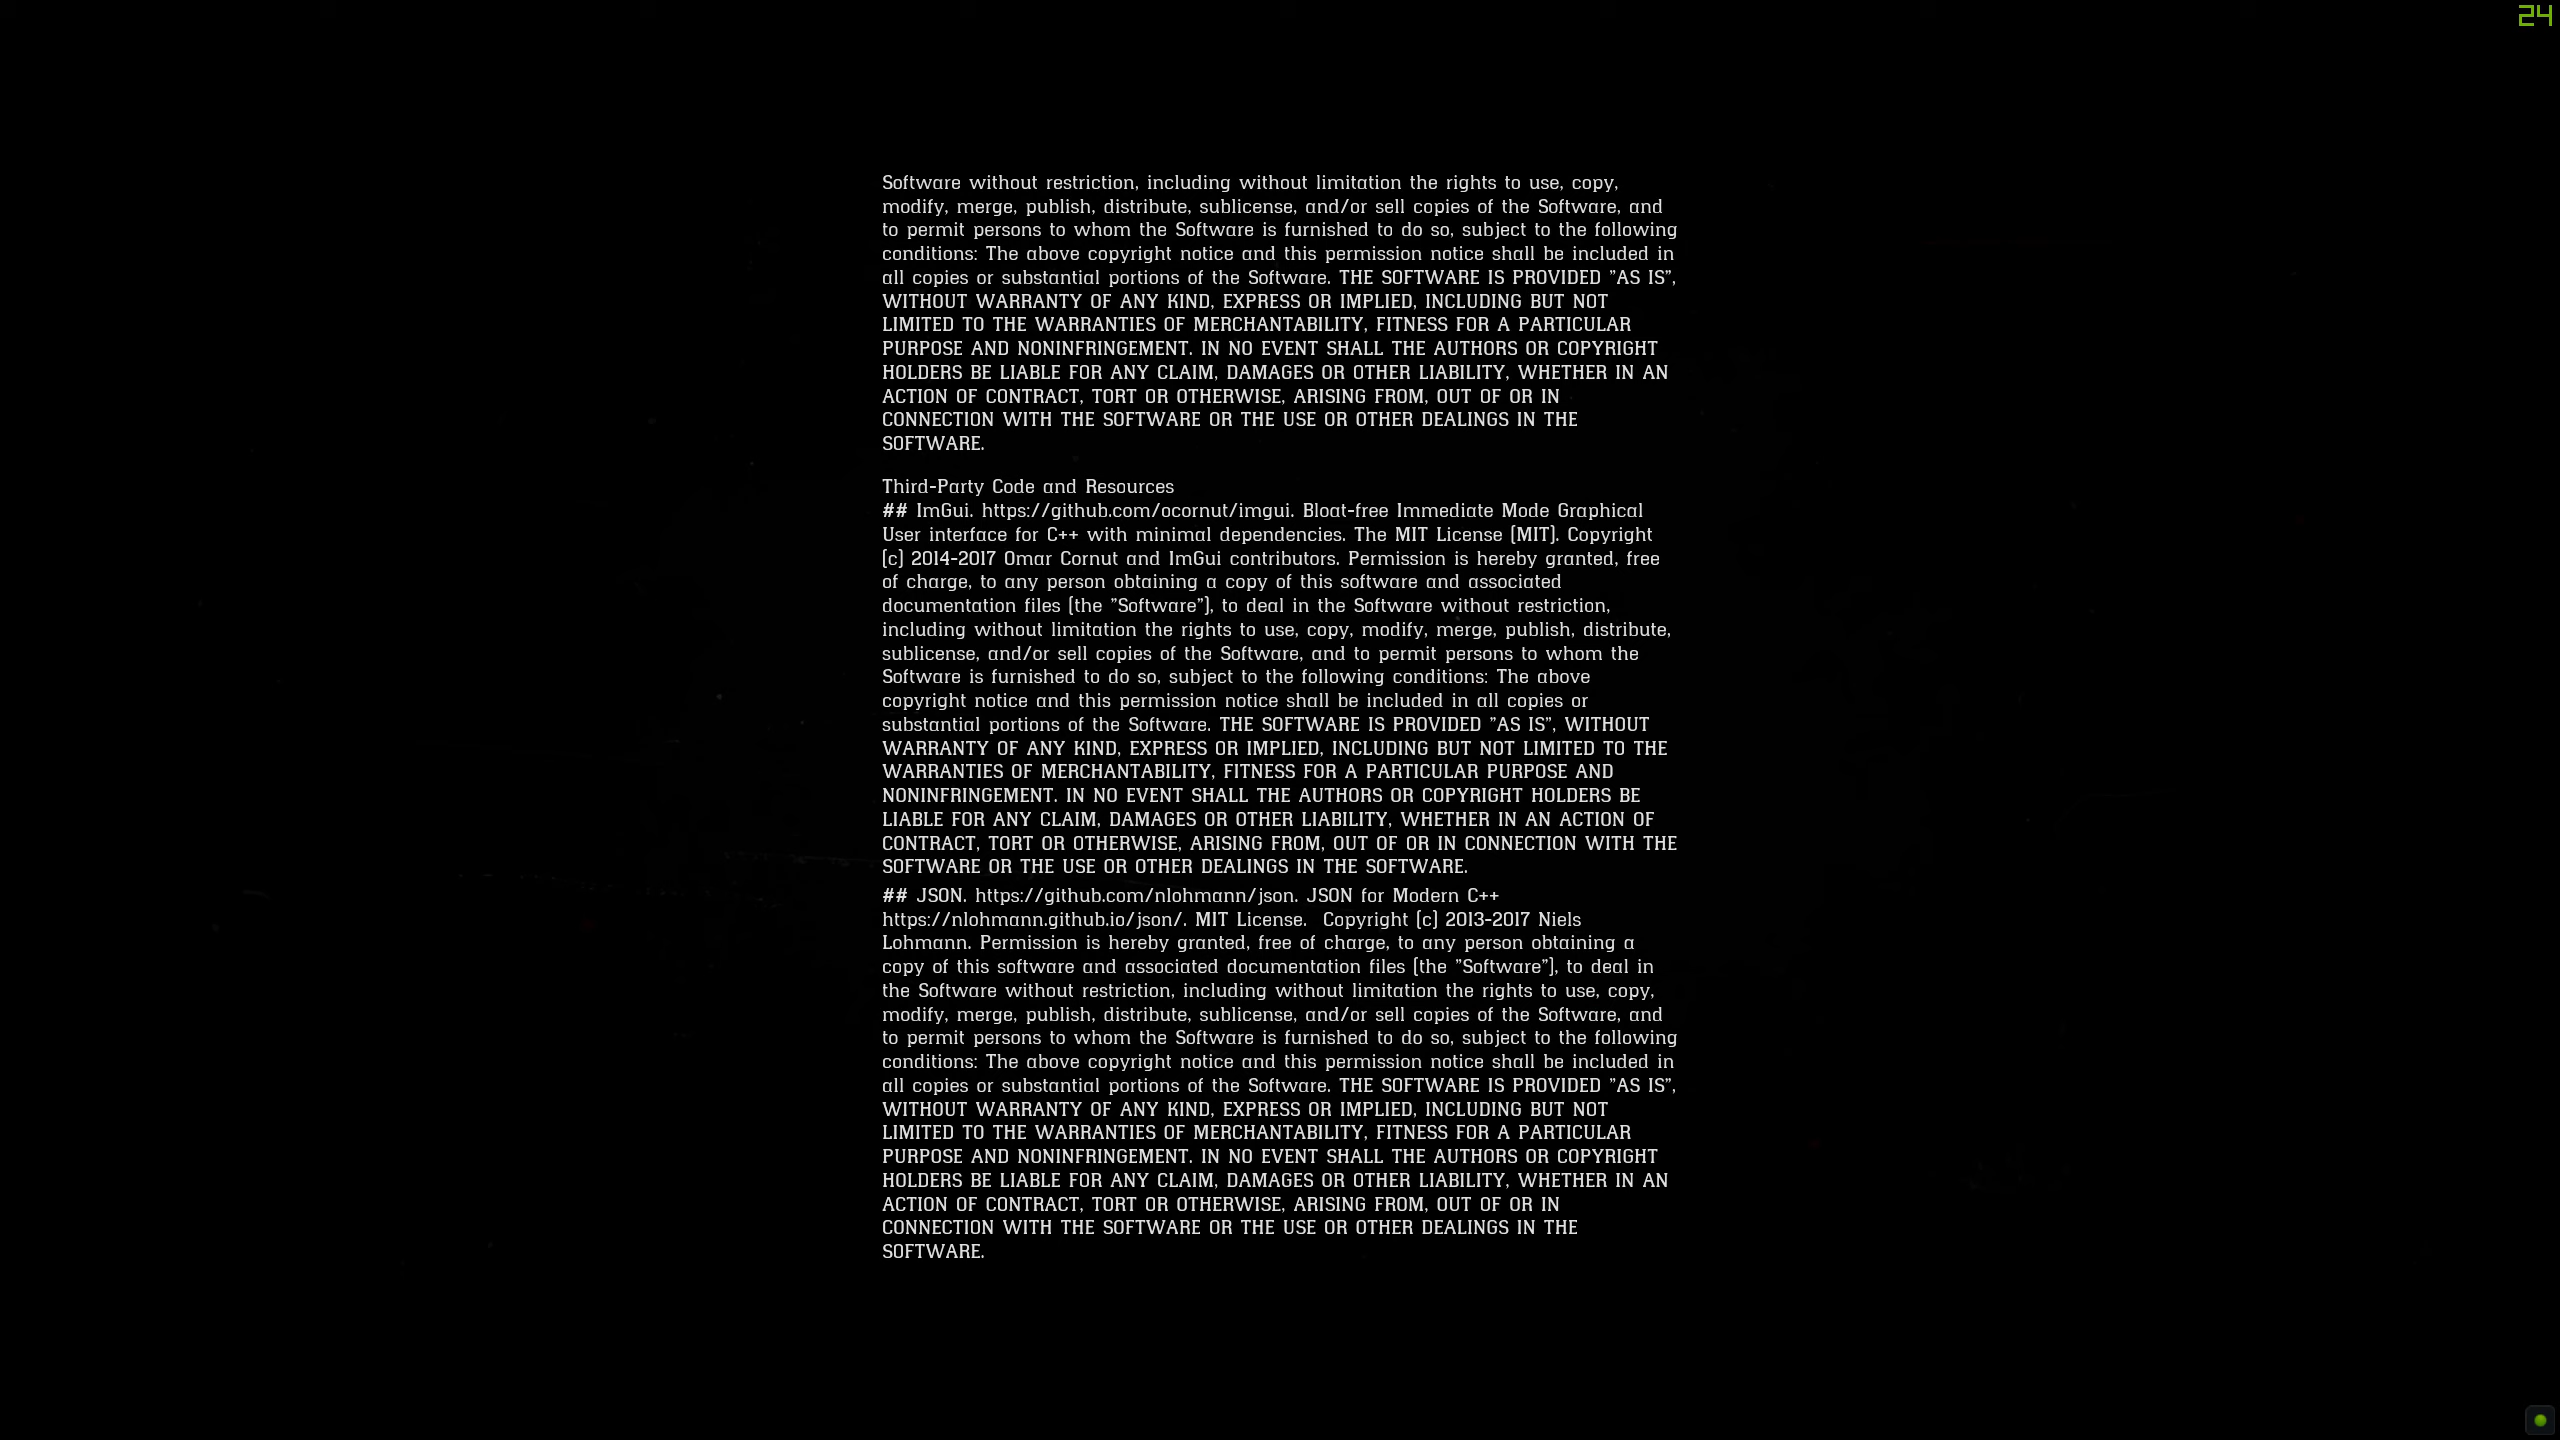 24
Software without restriction, including without limitation the rights to use, copy,
modify, merge, publish, distribute, sublicense, and/or sell copies of the Software, and
to permit persons to whom the Software is furnished to do so, subject to the following
conditions: The above copyright notice and this permission notice shall be included in
all copies or substantial portions of the Software. THE SOFTWARE IS PROVIDED ”AS IS”,
WITHOUT WARRANTY OF ANY KIND, EXPRESS OR IMPLIED, INCLUDING BUT NOT
LIMITED TO THE WARRANTIES OF MERCHANTABILITY, FITNESS FOR A PARTICULAR
PURPOSE AND NONINFRINGEMENT. IN NO EVENT SHALL THE AUTHORS OR COPYRIGHT
HOLDERS BE LIABLE FOR ANY CLAIM, DAMAGES OR OTHER LIABILITY, WHETHER IN AN
ACTION OF CONTRACT, TORT OR OTHERWISE, ARISING FROM, OUT OF OR IN
CONNECTION WITH THE SOFTWARE OR THE USE OR OTHER DEALINGS IN THE
SOFTWARE.
Third-Party Code and Resources
## ImGui. https://github.com/ocornut/imgui. Bloat-free Immediate Mode Graphical
User interface for C++ with minimal dependencies. The MIT License (MIT). Copyright
(c) 2014-2017 Omar Cornut and ImGui contributors. Permission is hereby granted, free
of charge, to any person obtaining a copy of this software and associated
documentation files (the ”Software”), to deal in the Software without restriction,
including without limitation the rights to use, copy, modify, merge, publish, distribute,
sublicense, and/or sell copies of the Software, and to permit persons to whom the
Software is furnished to do so, subject to the following conditions: The above
copyright notice and this permission notice shall be included in all copies or
substantial portions of the Software. THE SOFTWARE IS PROVIDED ”AS IS”, WITHOUT
WARRANTY OF ANY KIND, EXPRESS OR IMPLIED, INCLUDING BUT NOT LIMITED TO THE
WARRANTIES OF MERCHANTABILITY, FITNESS FOR A PARTICULAR PURPOSE AND
NONINFRINGEMENT. IN NO EVENT SHALL THE AUTHORS OR COPYRIGHT HOLDERS BE
LIABLE FOR ANY CLAIM, DAMAGES OR OTHER LIABILITY, WHETHER IN AN ACTION OF
CONTRACT, TORT OR OTHERWISE, ARISING FROM, OUT OF OR IN CONNECTION WITH THE
SOFTWARE OR THE USE OR OTHER DEALINGS IN THE SOFTWARE.
## JSON. https://github.com/nlohmann/json. JSON for Modern C++
https://nlohmann.github.io/json/. MIT License.  Copyright (c) 2013-2017 Niels
Lohmann. Permission is hereby granted, free of charge, to any person obtaining a
copy of this software and associated documentation files (the ”Software”), to deal in
the Software without restriction, including without limitation the rights to use, copy,
modify, merge, publish, distribute, sublicense, and/or sell copies of the Software, and
to permit persons to whom the Software is furnished to do so, subject to the following
conditions: The above copyright notice and this permission notice shall be included in
all copies or substantial portions of the Software. THE SOFTWARE IS PROVIDED ”AS IS”,
WITHOUT WARRANTY OF ANY KIND, EXPRESS OR IMPLIED, INCLUDING BUT NOT
LIMITED TO THE WARRANTIES OF MERCHANTABILITY, FITNESS FOR A PARTICULAR
PURPOSE AND NONINFRINGEMENT. IN NO EVENT SHALL THE AUTHORS OR COPYRIGHT
HOLDERS BE LIABLE FOR ANY CLAIM, DAMAGES OR OTHER LIABILITY, WHETHER IN AN
ACTION OF CONTRACT, TORT OR OTHERWISE, ARISING FROM, OUT OF OR IN
CONNECTION WITH THE SOFTWARE OR THE USE OR OTHER DEALINGS IN THE
SOFTWARE.